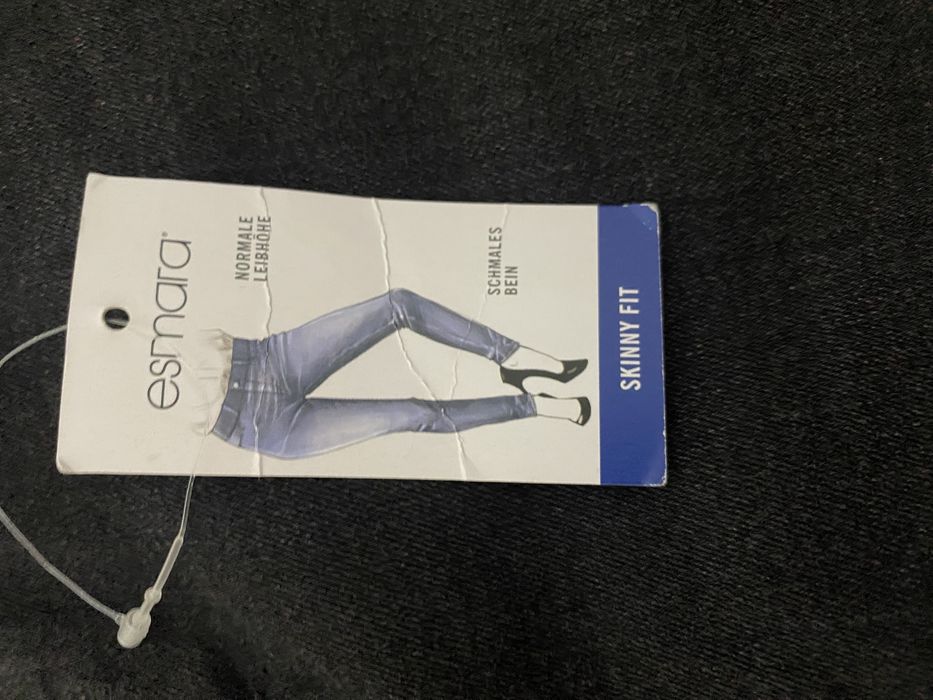 esmara®
NORMALE
LEIBHÖHE
SCHMALES
BEIN
SKINNY FIT